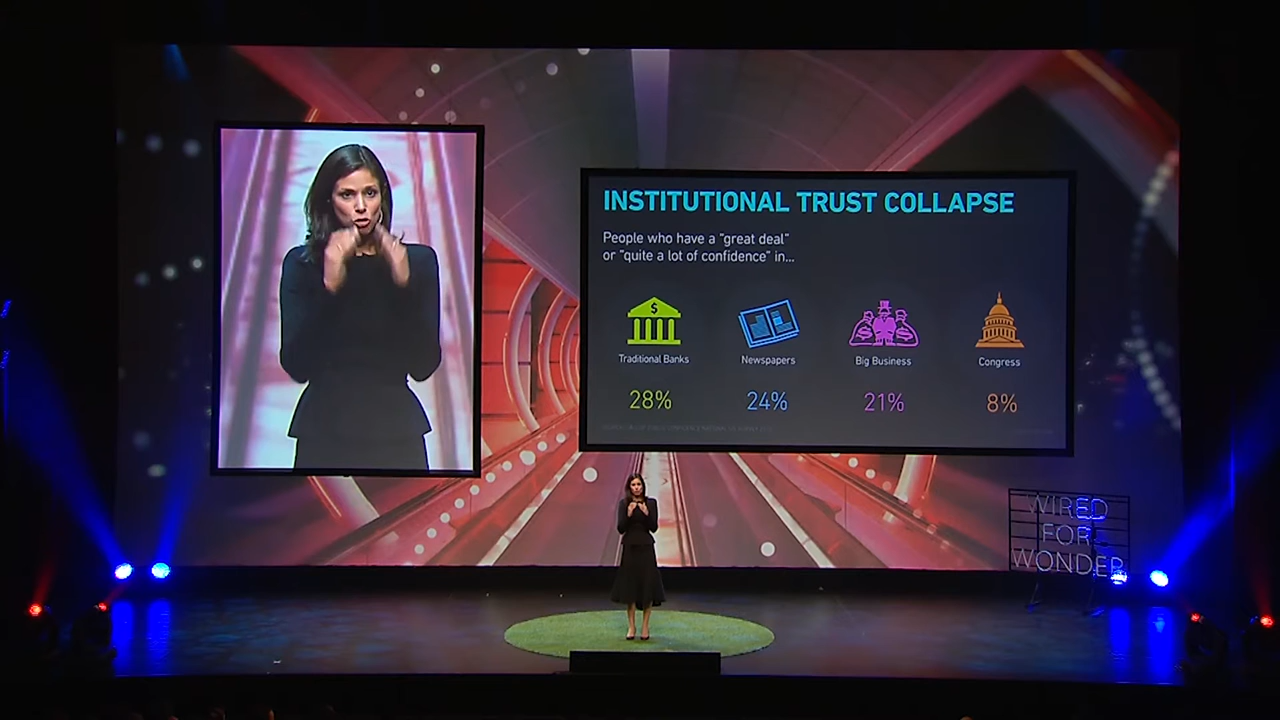 INSTITUTIONAL TRUST COLLAPSE
People who have a "great deal"
or "quite a lot of confidence" in...
Traditional Banks
Newspapers
Big Business
Congress
28%
24%
21%
8%
WIRED
FOR
WONDER